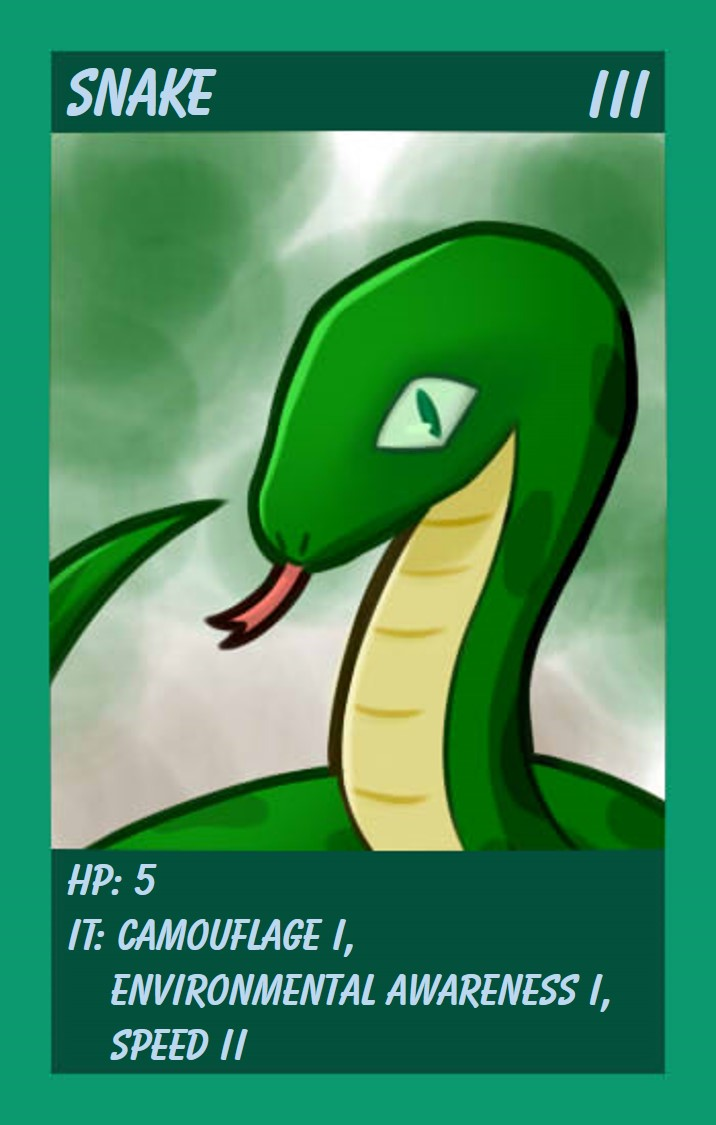 SNAKE III
HP: 5
IT: CAMOUFLAGE I,
ENVIRONMENTAL AWARENESS I,
SPEED II